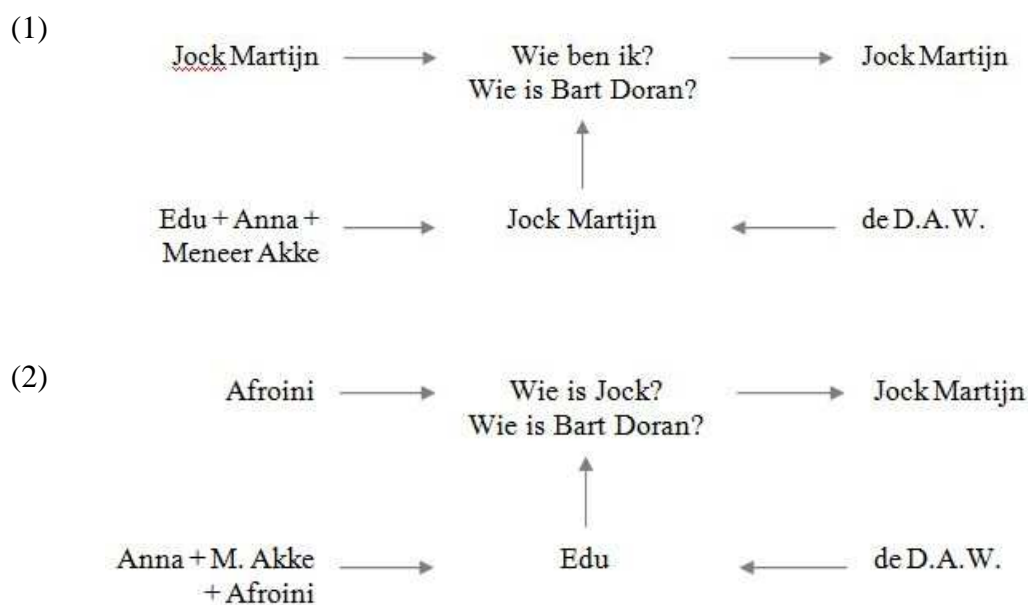 (1)
Jock Martijn Wie ben ik? Jock Martijn
Wie is Bart Doran?
Edu + Anna + Jock Martijn de D.A.W.
Meneer Akke
(2)
Afroini Wie is Jock? Jock Martijn
Wie is Bart Doran?
Anna + M. Akke Edu de D.A.W.
+ Afroini